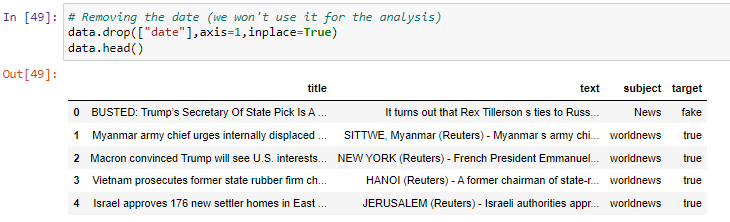 In [49]: # Removing the date (we won't use it for the analysis)
data.drop(["date"],axis=1,inplace=True)
data.head()
Out[49]:
title text subject target
0 BUSTED: Trump's Secretary Of State Pick Is A ... It turns out that Rex Tillerson s ties to Russ... News fake
1 Myanmar army chief urges internally displaced ... SITTWE, Myanmar (Reuters) - Myanmar s army chi... worldnews true
2 Macron convinced Trump will see U.S. interests... NEW YORK (Reuters) - French President Emmanuel... worldnews true
3 Vietnam prosecutes former state rubber firm ch... HANOI (Reuters) - A former chairman of state-r... worldnews true
4 Israel approves 176 new settler homes in East ... JERUSALEM (Reuters) - Israeli authorities appr... worldnews true